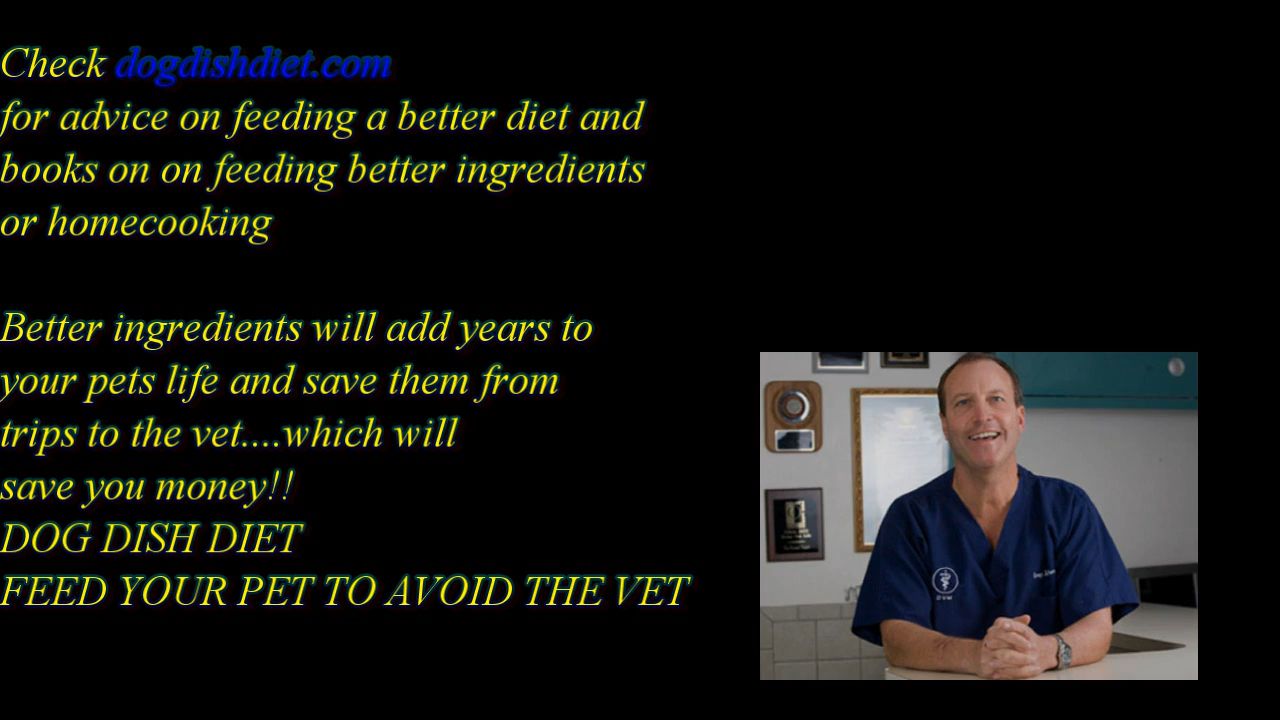 Check dogdishdiet.com
for advice on feeding a better diet and
books on on feeding better ingredients
or homecooking
Better ingredients will add years to
your pets life and save them from
trips to the vet....which will
save you money!!
DOG DISH DIET
FEED YOUR PET TO AVOID THE VET